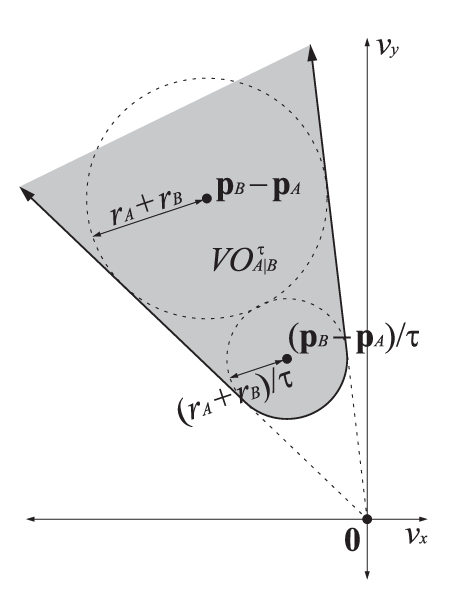 v_y
p_B − p_A
r_A + r_B
VO^τ_{A|B}
(p_B − p_A)/τ
(r_A + r_B)/τ
0
v_x